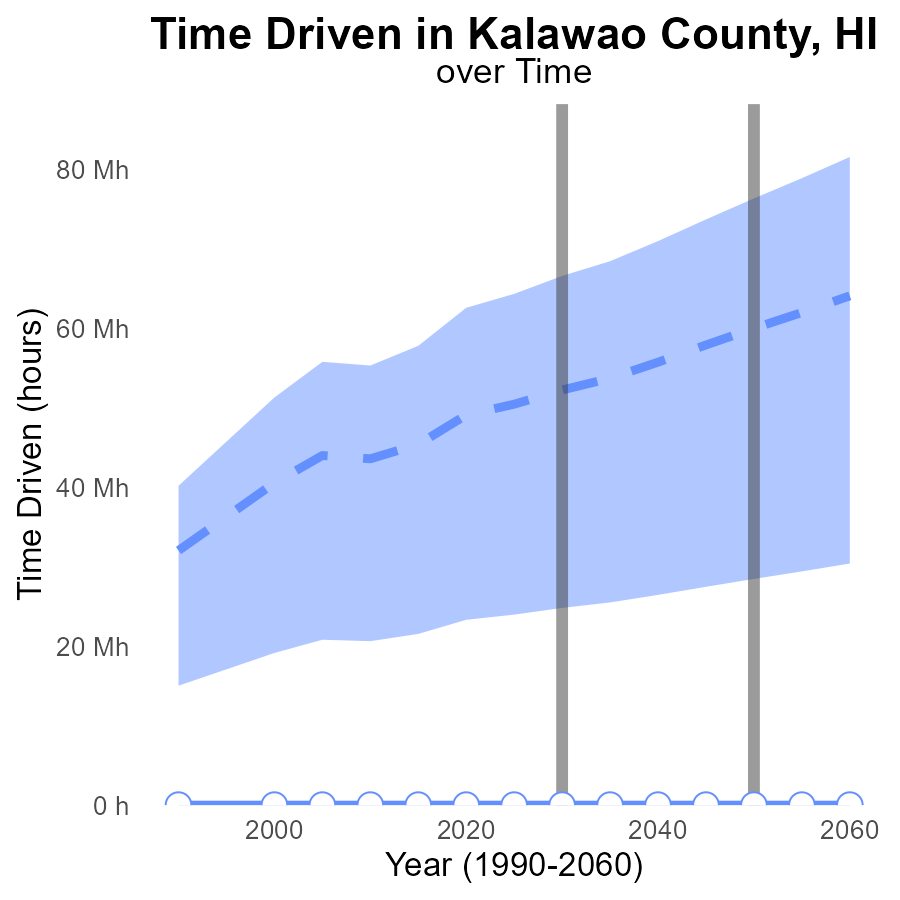 Time Driven in Kalawao County, HI
over Time
80 Mh
60 Mh
40 Mh
20 Mh
0 h
Time Driven (hours)
2000
2020
2040
2060
Year (1990-2060)